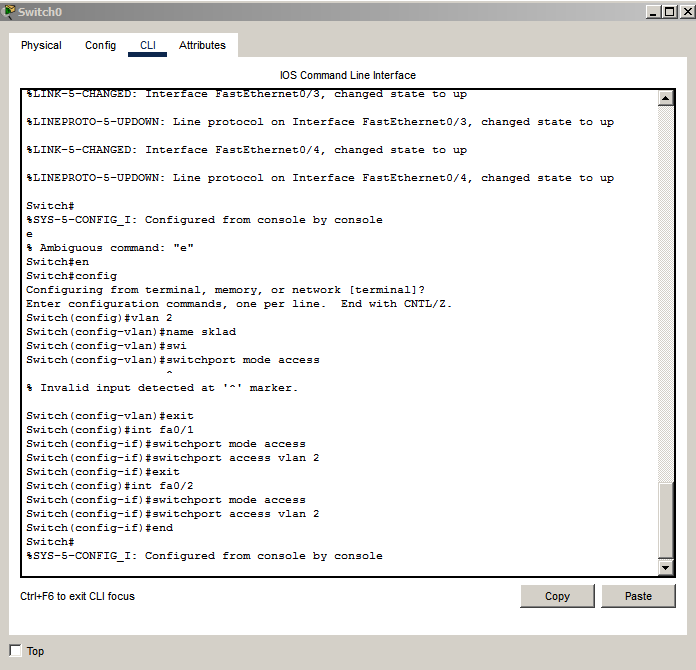 Switch0
Physical Config CLI Attributes
IOS Command Line Interface
%LINK-5-CHANGED: Interface FastEthernet0/3, changed state to up
%LINEPROTO-5-UPDOWN: Line protocol on Interface FastEthernet0/3, changed state to up
%LINK-5-CHANGED: Interface FastEthernet0/4, changed state to up
%LINEPROTO-5-UPDOWN: Line protocol on Interface FastEthernet0/4, changed state to up
Switch#
%SYS-5-CONFIG_I: Configured from console by console
e
% Ambiguous command: "e"
Switch#en
Switch#config
Configuring from terminal, memory, or network [terminal]?
Enter configuration commands, one per line.  End with CNTL/Z.
Switch(config)#vlan 2
Switch(config-vlan)#name sklad
Switch(config-vlan)#swi
Switch(config-vlan)#switchport mode access
^
% Invalid input detected at '^' marker.
Switch(config-vlan)#exit
Switch(config)#int fa0/1
Switch(config-if)#switchport mode access
Switch(config-if)#switchport access vlan 2
Switch(config-if)#exit
Switch(config)#int fa0/2
Switch(config-if)#switchport mode access
Switch(config-if)#switchport access vlan 2
Switch(config-if)#end
Switch#
%SYS-5-CONFIG_I: Configured from console by console
Ctrl+F6 to exit CLI focus
Copy Paste
Top